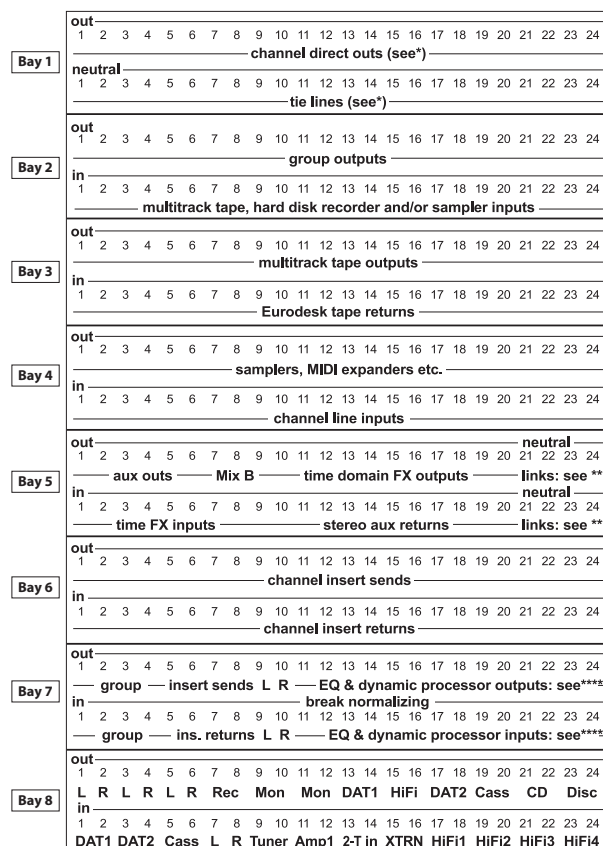 out
1 2 3 4 5 6 7 8 9 10 11 12 13 14 15 16 17 18 19 20 21 22 23 24
channel direct outs (see*)
Bay 1
neutral
1 2 3 4 5 6 7 8 9 10 11 12 13 14 15 16 17 18 19 20 21 22 23 24
tie lines (see*)
out
1 2 3 4 5 6 7 8 9 10 11 12 13 14 15 16 17 18 19 20 21 22 23 24
group outputs
Bay 2
in
1 2 3 4 5 6 7 8 9 10 11 12 13 14 15 16 17 18 19 20 21 22 23 24
multitrack tape, hard disk recorder and/or sampler inputs
out
1 2 3 4 5 6 7 8 9 10 11 12 13 14 15 16 17 18 19 20 21 22 23 24
multitrack tape outputs
Bay 3
in
1 2 3 4 5 6 7 8 9 10 11 12 13 14 15 16 17 18 19 20 21 22 23 24
Eurodesk tape returns
out
1 2 3 4 5 6 7 8 9 10 11 12 13 14 15 16 17 18 19 20 21 22 23 24
samplers, MIDI expanders etc.
Bay 4
in
1 2 3 4 5 6 7 8 9 10 11 12 13 14 15 16 17 18 19 20 21 22 23 24
channel line inputs
out neutral
1 2 3 4 5 6 7 8 9 10 11 12 13 14 15 16 17 18 19 20 21 22 23 24
aux outs Mix B time domain FX outputs links: see **
Bay 5
in neutral
1 2 3 4 5 6 7 8 9 10 11 12 13 14 15 16 17 18 19 20 21 22 23 24
time FX inputs stereo aux returns links: see **
out
1 2 3 4 5 6 7 8 9 10 11 12 13 14 15 16 17 18 19 20 21 22 23 24
channel insert sends
Bay 6
in
1 2 3 4 5 6 7 8 9 10 11 12 13 14 15 16 17 18 19 20 21 22 23 24
channel insert returns
out
1 2 3 4 5 6 7 8 9 10 11 12 13 14 15 16 17 18 19 20 21 22 23 24
group insert sends L R EQ & dynamic processor outputs: see****
Bay 7
in break normalizing
1 2 3 4 5 6 7 8 9 10 11 12 13 14 15 16 17 18 19 20 21 22 23 24
group ins. returns L R EQ & dynamic processor inputs: see****
out
1 2 3 4 5 6 7 8 9 10 11 12 13 14 15 16 17 18 19 20 21 22 23 24
L R L R L R Rec Mon Mon DAT1 HiFi DAT2 Cass CD Disc
Bay 8
in
1 2 3 4 5 6 7 8 9 10 11 12 13 14 15 16 17 18 19 20 21 22 23 24
DAT1 DAT2 Cass L R Tuner Amp1 2-T in XTRN HiFi1 HiFi2 HiFi3 HiFi4